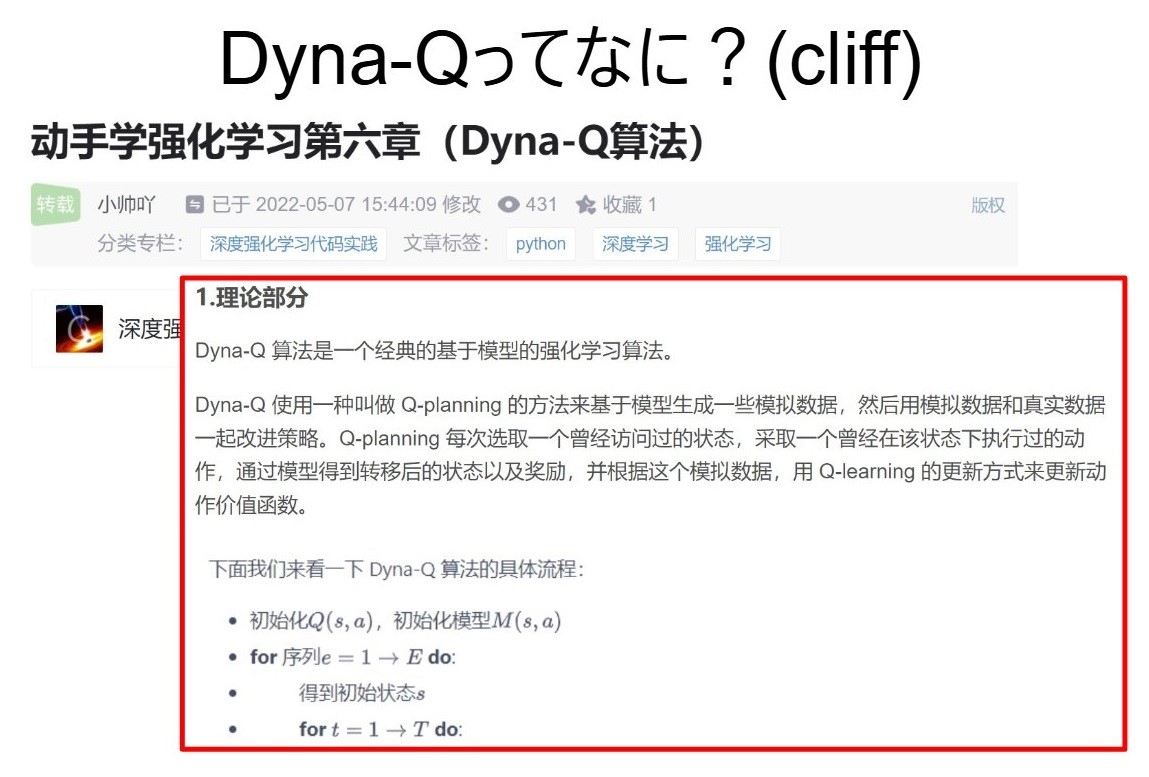 Dyna-Qってなに？(cliff)
动手学强化学习第六章（Dyna-Q算法）
转载 小帅吖 已于 2022-05-07 15:44:09 修改 431 收藏 1 版权
分类专栏： 深度强化学习代码实践 文章标签： python 深度学习 强化学习
深度强
1.理论部分
Dyna-Q 算法是一个经典的基于模型的强化学习算法。
Dyna-Q 使用一种叫做 Q-planning 的方法来基于模型生成一些模拟数据，然后用模拟数据和真实数据
一起改进策略。Q-planning 每次选取一个曾经访问过的状态，采取一个曾经在该状态下执行过的动
作，通过模型得到转移后的状态以及奖励，并根据这个模拟数据，用 Q-learning 的更新方式来更新动
作价值函数。
下面我们来看一下 Dyna-Q 算法的具体流程：
• 初始化Q(s,a)，初始化模型M(s,a)
• for 序列e = 1 → E do:
• 得到初始状态s
• for t = 1 → T do: